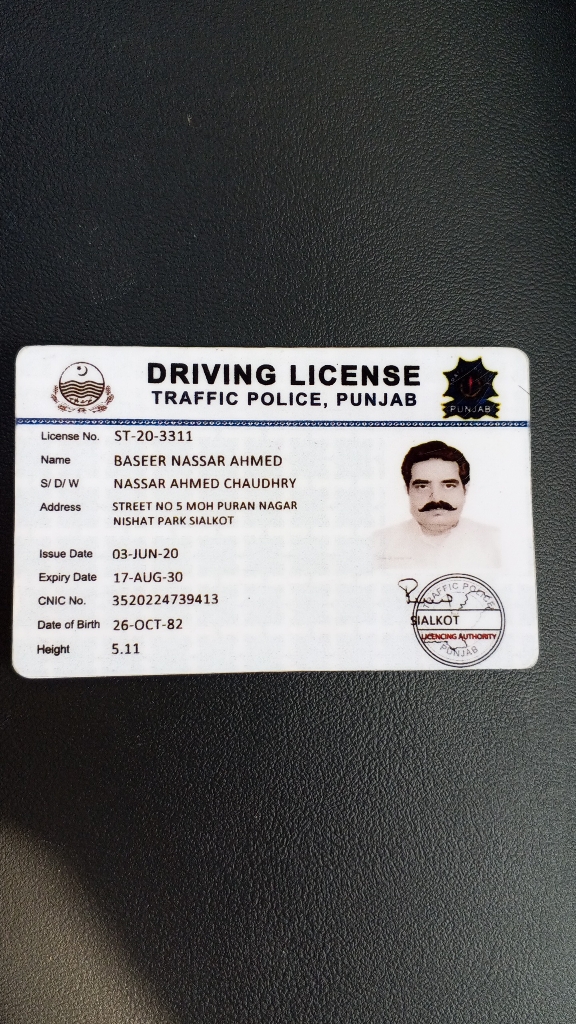 DRIVING LICENSE
TRAFFIC POLICE, PUNJAB
PUNJAB
License No. ST-20-3311
Name BASEER NASSAR AHMED
S/ D/ W NASSAR AHMED CHAUDHRY
Address STREET NO 5 MOH PURAN NAGAR
NISHAT PARK SIALKOT
Issue Date 03-JUN-20
Expiry Date 17-AUG-30
CNIC No. 3520224739413
Date of Birth 26-OCT-82
Height 5.11
TRAFFIC POLICE
SIALKOT
LICENCING AUTHORITY
PUNJAB